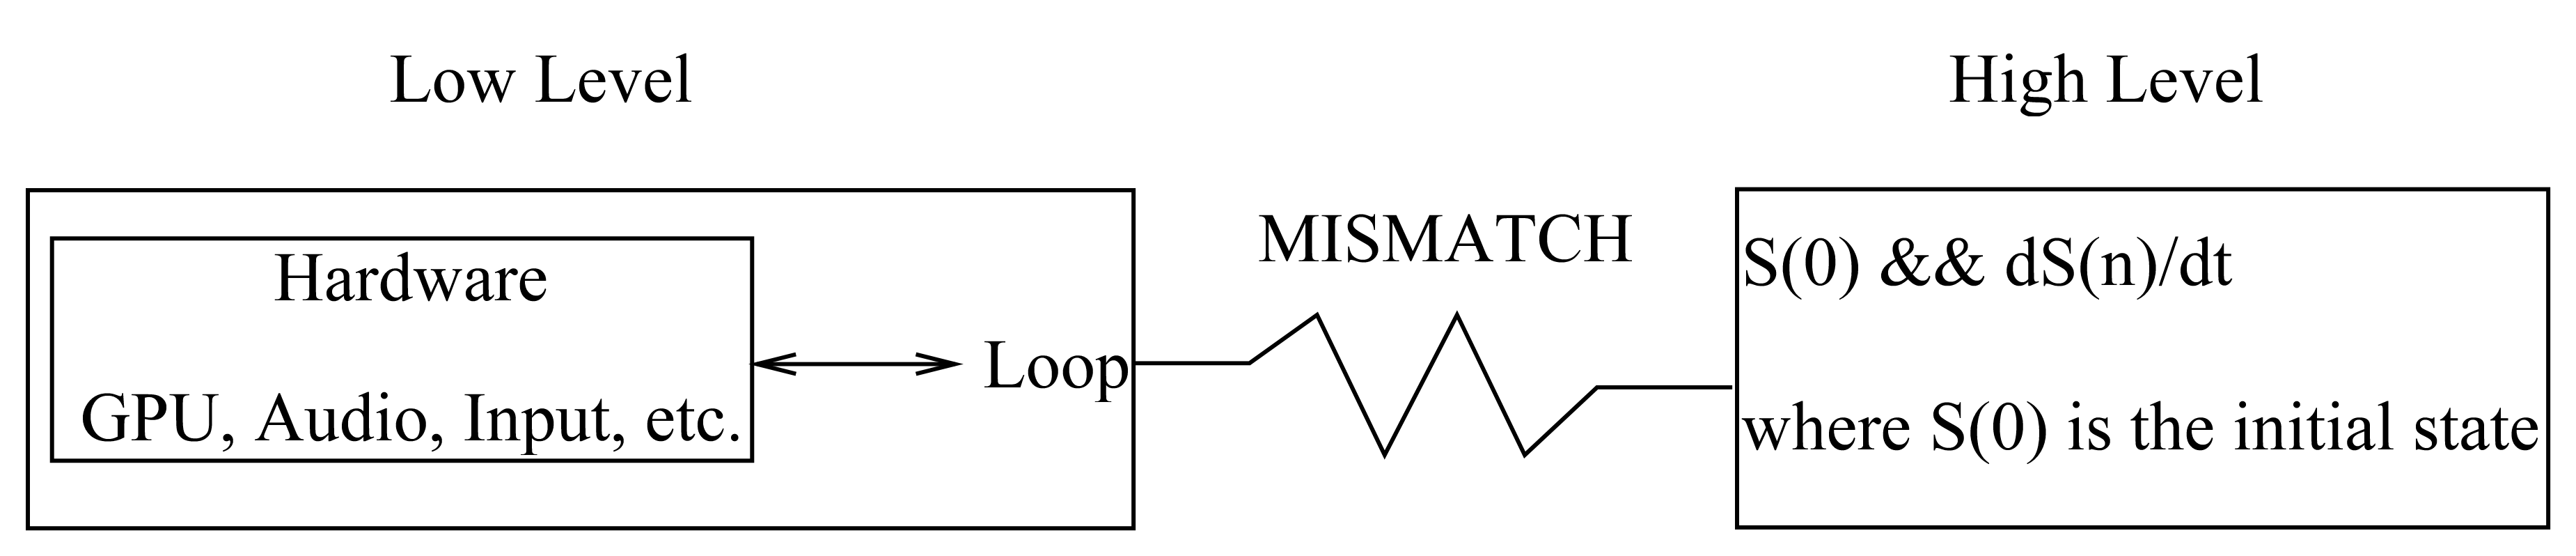 Low Level
High Level
MISMATCH
Hardware
GPU, Audio, Input, etc.
Loop
S(0) && dS(n)/dt
where S(0) is the initial state